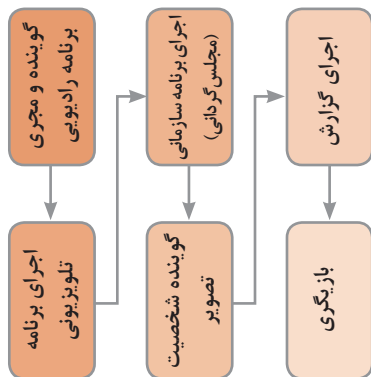 گوینده و مجری
برنامه رادیویی
اجرای برنامه
تلویزیونی
اجرای برنامه سازمانی
(مجلس گردانی)
گوینده شخصیت
تصویر
اجرای گزارش
بازیگری